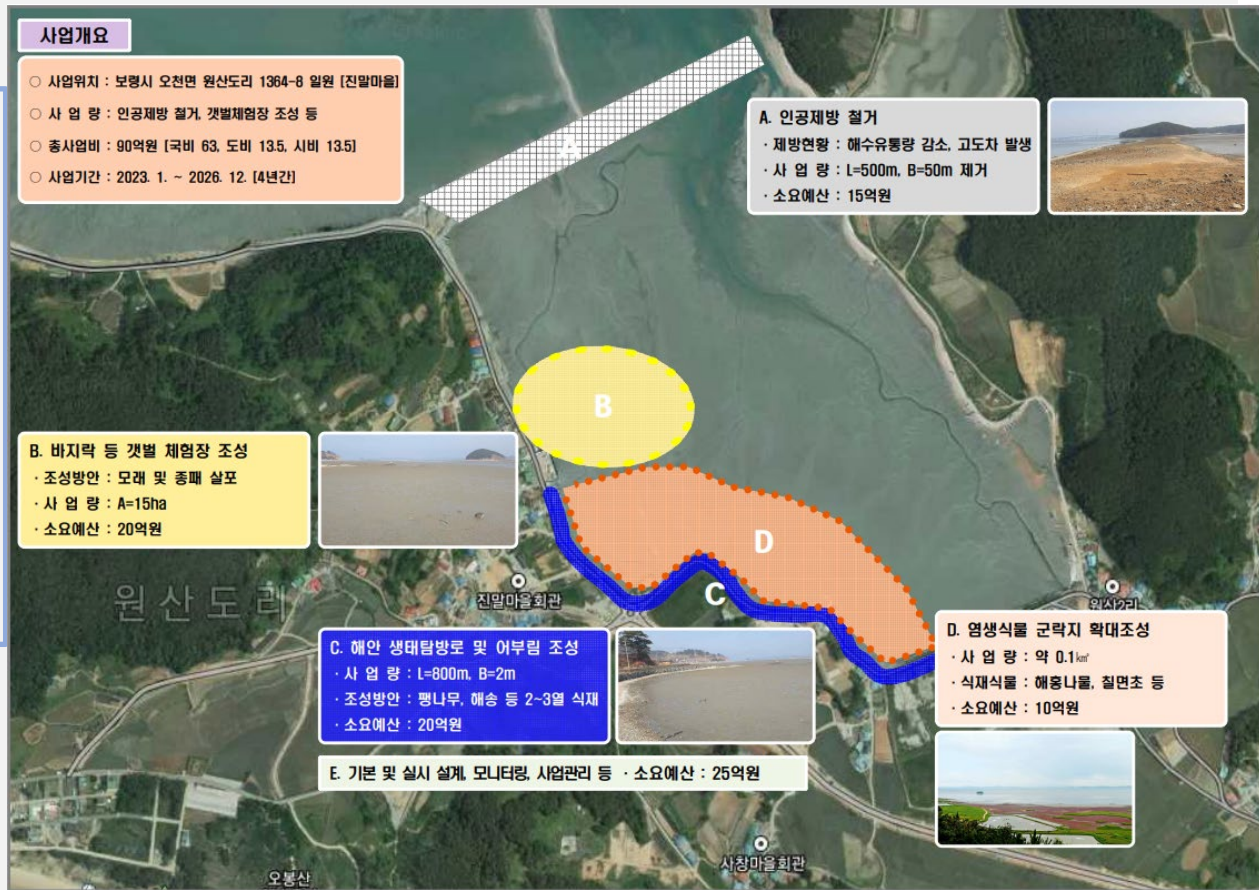 사업개요
○ 사업위치 : 보령시 오천면 원산도리 1364-8 일원 [진말마을]
○ 사 업 량 : 인공제방 철거, 갯벌체험장 조성 등
○ 총사업비 : 90억원 [국비 63, 도비 13.5, 시비 13.5]
○ 사업기간 : 2023. 1. ~ 2026. 12. [4년간]
A
A. 인공제방 철거
· 제방현황 : 해수유통량 감소, 고도차 발생
· 사 업 량 : L=500m, B=50m 제거
· 소요예산 : 15억원
B
B. 바지락 등 갯벌 체험장 조성
· 조성방안 : 모래 및 종패 살포
· 사 업 량 : A=15ha
· 소요예산 : 20억원
D
C
원산도리
진말마을회관
원산2리
C. 해안 생태탐방로 및 어부림 조성
· 사 업 량 : L=800m, B=2m
· 조성방안 : 팽나무, 해송 등 2~3열 식재
· 소요예산 : 20억원
D. 염생식물 군락지 확대조성
· 사 업 량 : 약 0.1㎢
· 식재식물 : 해홍나물, 칠면초 등
· 소요예산 : 10억원
E. 기본 및 실시 설계, 모니터링, 사업관리 등 · 소요예산 : 25억원
사창마을회관
오봉산